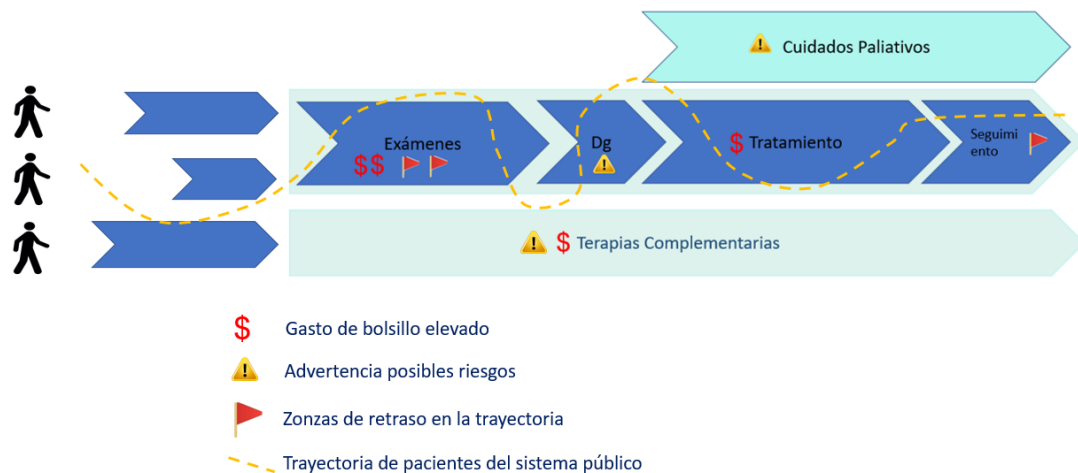 Cuidados Paliativos
Exámenes
$$
Dg
$ Tratamiento
Seguimi
ento
$ Terapias Complementarias
$ Gasto de bolsillo elevado
Advertencia posibles riesgos
Zonzas de retraso en la trayectoria
Trayectoria de pacientes del sistema público